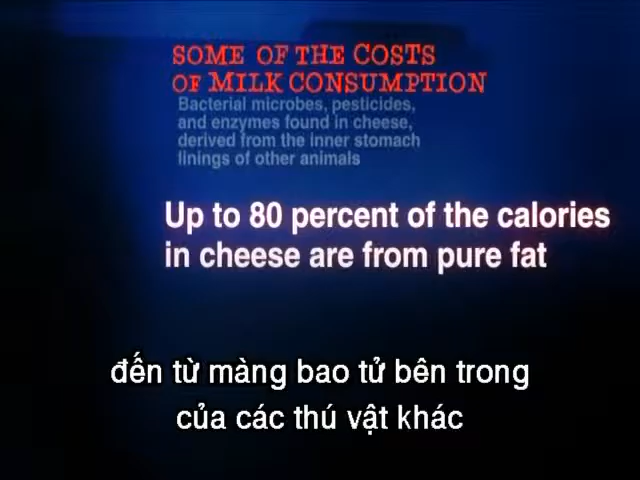 SOME OF THE COSTS
OF MILK CONSUMPTION
Bacterial microbes, pesticides,
and enzymes found in cheese,
derived from the inner stomach
linings of other animals
Up to 80 percent of the calories
in cheese are from pure fat
đến từ màng bao tử bên trong
của các thú vật khác